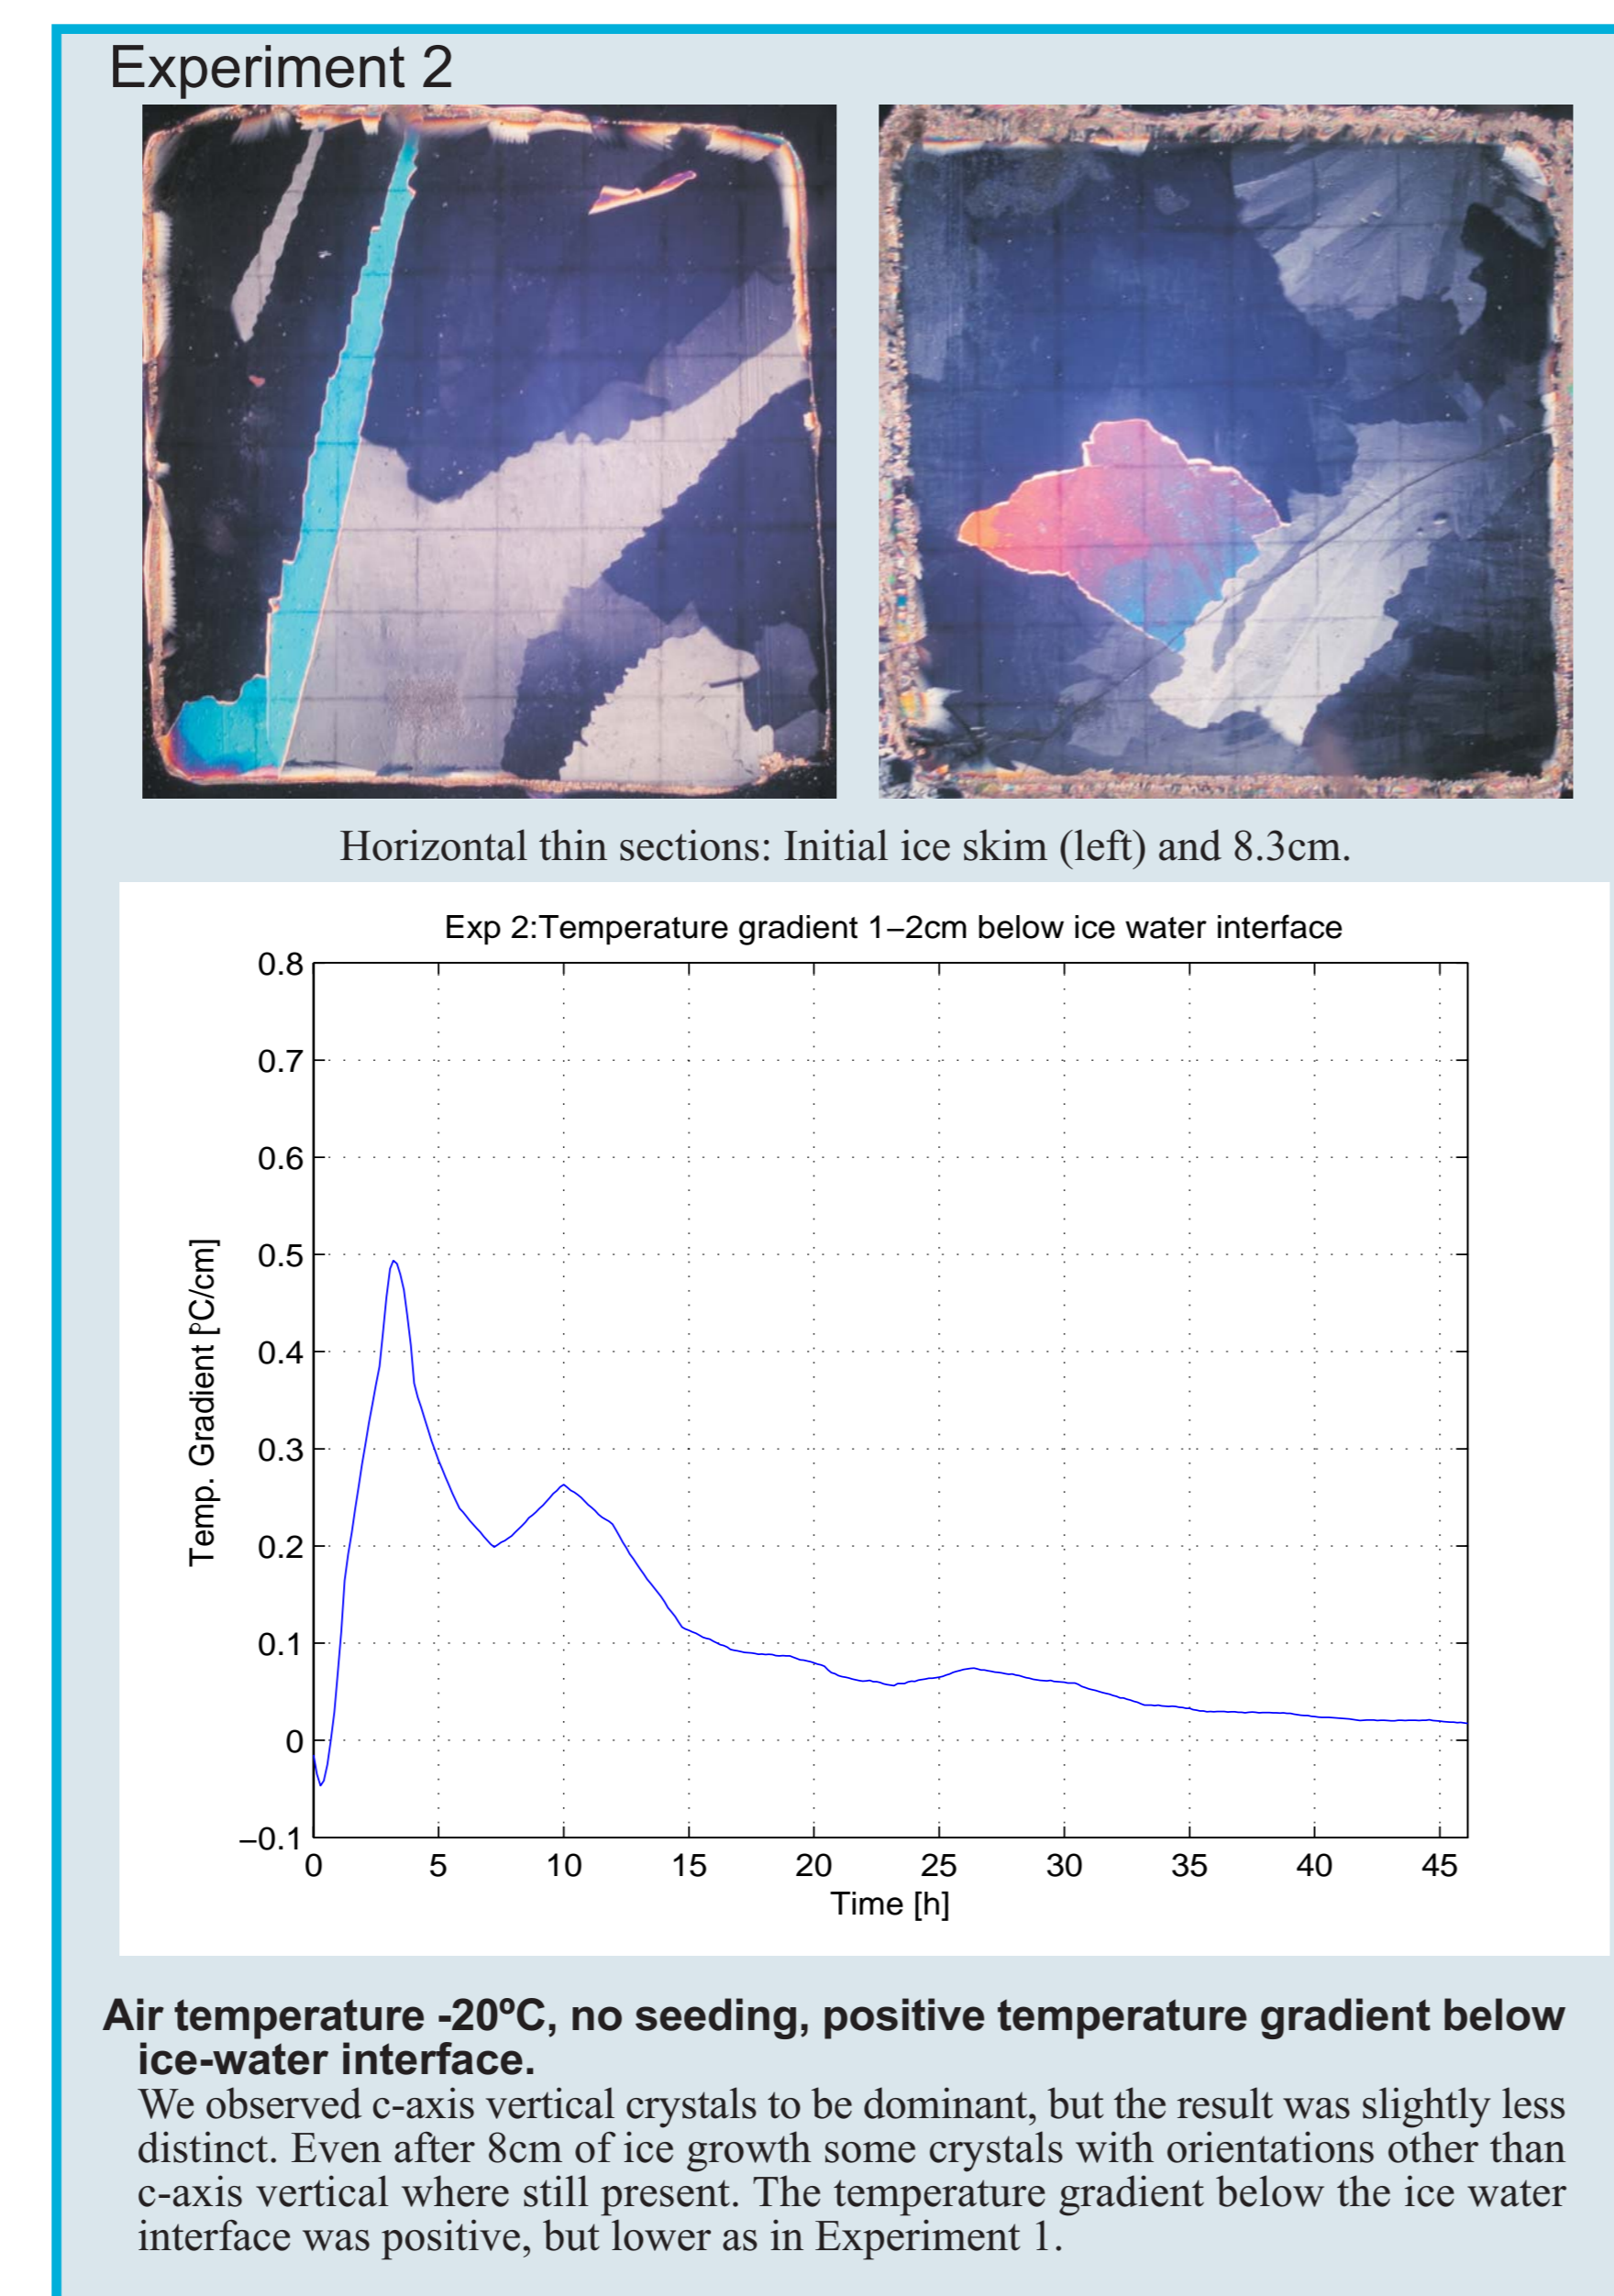 Experiment 2
Horizontal thin sections: Initial ice skim (left) and 8.3cm.
Exp 2:Temperature gradient 1–2cm below ice water interface
0.8
0.7
0.6
0.5
0.4
0.3
0.2
0.1
0
−0.1
Temp. Gradient [ºC/cm]
0 5 10 15 20 25 30 35 40 45
Time [h]
Air temperature -20ºC, no seeding, positive temperature gradient below
ice-water interface.
We observed c-axis vertical crystals to be dominant, but the result was slightly less
distinct. Even after 8cm of ice growth some crystals with orientations other than
c-axis vertical where still present. The temperature gradient below the ice water
interface was positive, but lower as in Experiment 1.